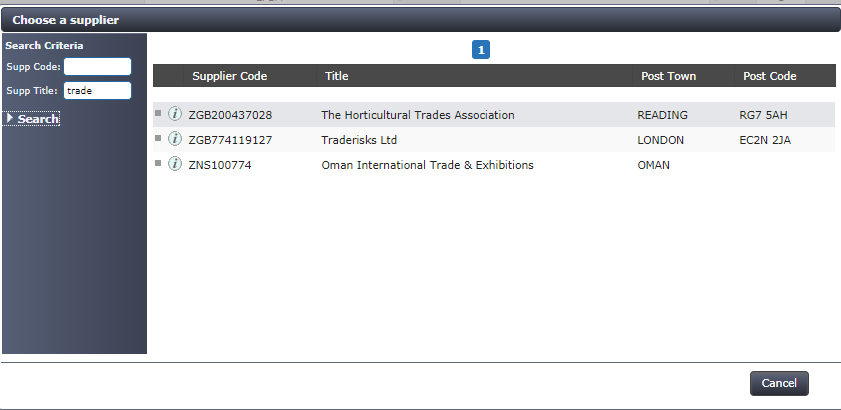 Choose a supplier
Search Criteria
Supp Code:
Supp Title: trade
Search
1
Supplier Code Title Post Town Post Code
ZGB200437028 The Horticultural Trades Association READING RG7 5AH
ZGB774119127 Traderisks Ltd LONDON EC2N 2JA
ZNS100774 Oman International Trade & Exhibitions OMAN
Cancel